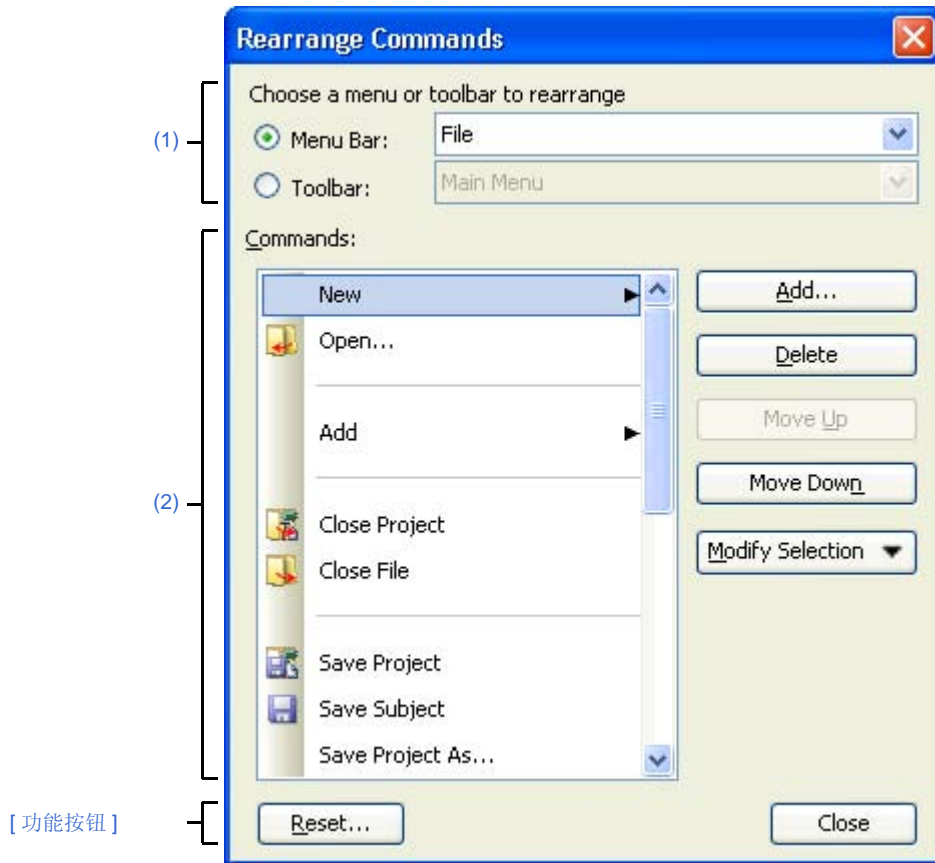 Rearrange Commands
Choose a menu or toolbar to rearrange
(1)
Menu Bar:
File
Toolbar:
Main Menu
(2)
Commands:
New
Open...
Add
Close Project
Close File
Save Project
Save Subject
Save Project As...
Add...
Delete
Move Up
Move Down
Modify Selection
[ 功能按钮 ]
Reset...
Close